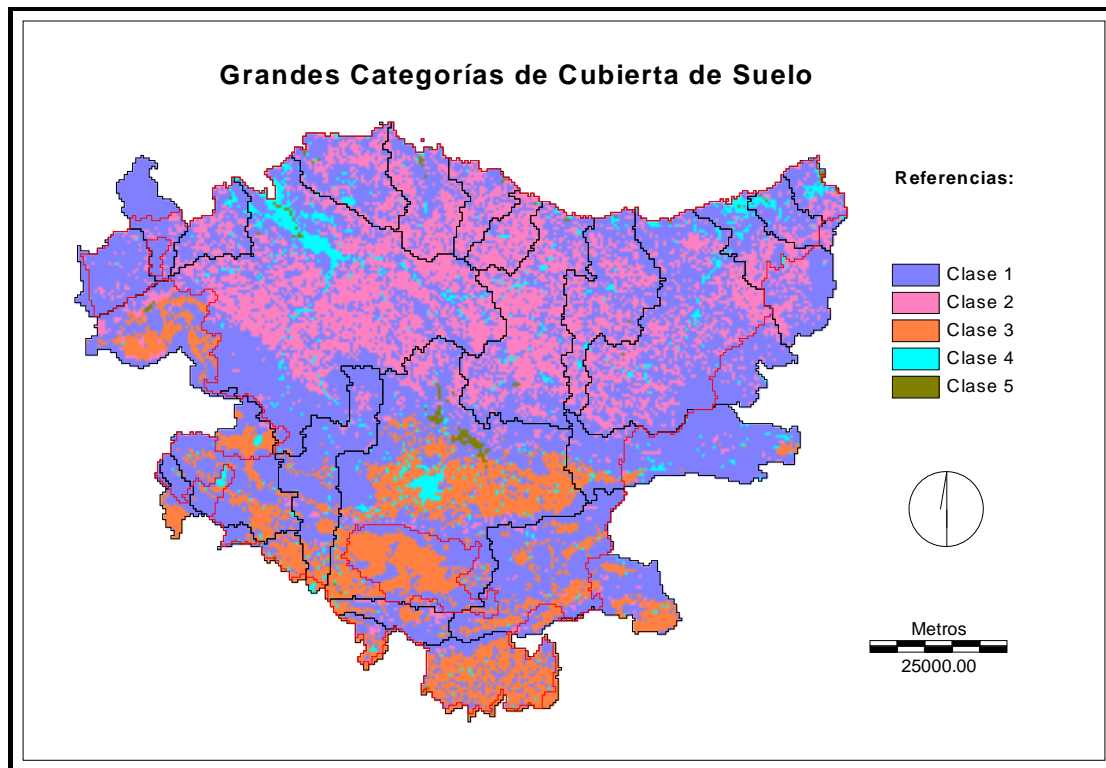 Grandes Categorías de Cubierta de Suelo
Referencias:
Clase 1
Clase 2
Clase 3
Clase 4
Clase 5
Metros
25000.00